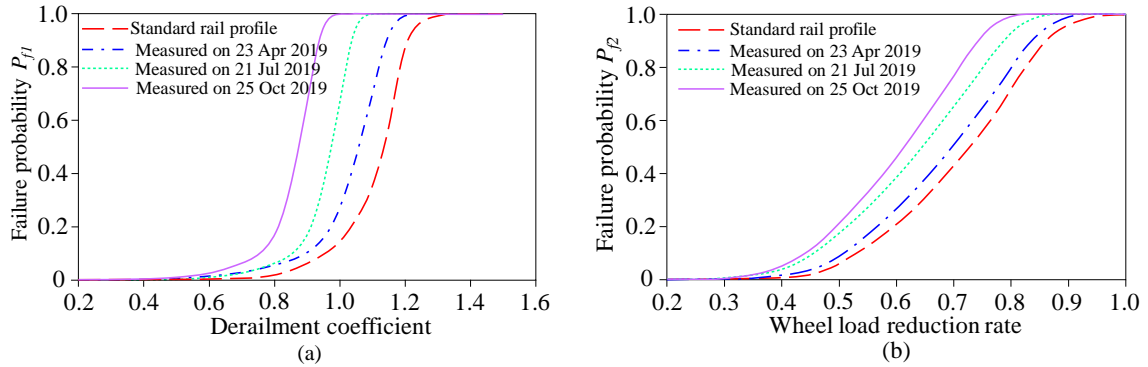 Failure probability P_f1
1.0
0.8
0.6
0.4
0.2
0
Standard rail profile
Measured on 23 Apr 2019
Measured on 21 Jul 2019
Measured on 25 Oct 2019
0.2 0.4 0.6 0.8 1.0 1.2 1.4 1.6
Derailment coefficient
(a)
Failure probability P_f2
1.0
0.8
0.6
0.4
0.2
0
Standard rail profile
Measured on 23 Apr 2019
Measured on 21 Jul 2019
Measured on 25 Oct 2019
0.2 0.3 0.4 0.5 0.6 0.7 0.8 0.9 1.0
Wheel load reduction rate
(b)